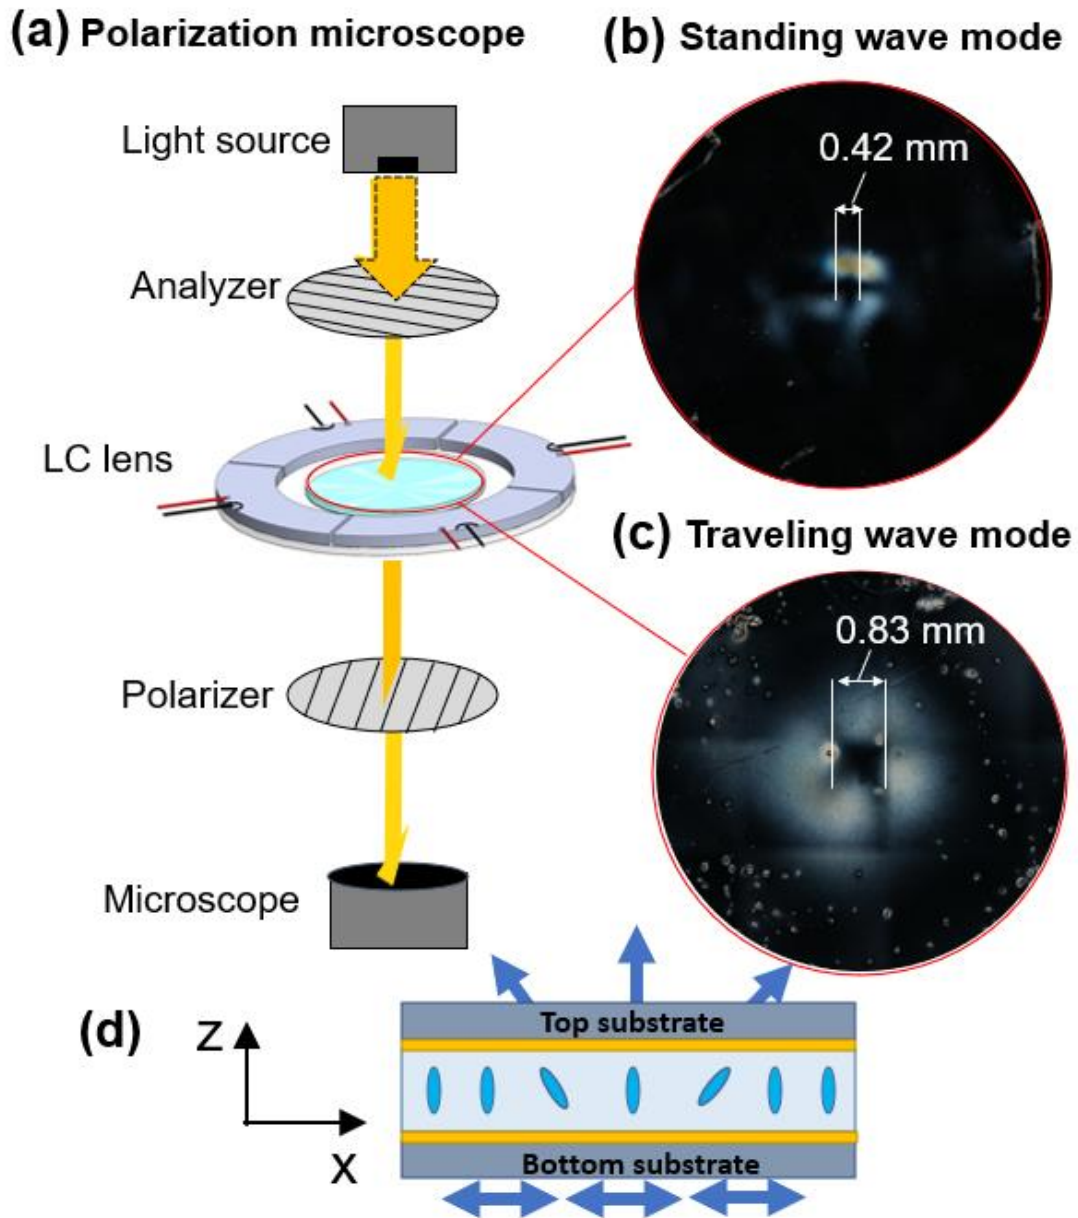 (a) Polarization microscope
Light source
Analyzer
LC lens
Polarizer
Microscope
(b) Standing wave mode
0.42 mm
(c) Traveling wave mode
0.83 mm
(d)
Z
X
Top substrate
Bottom substrate